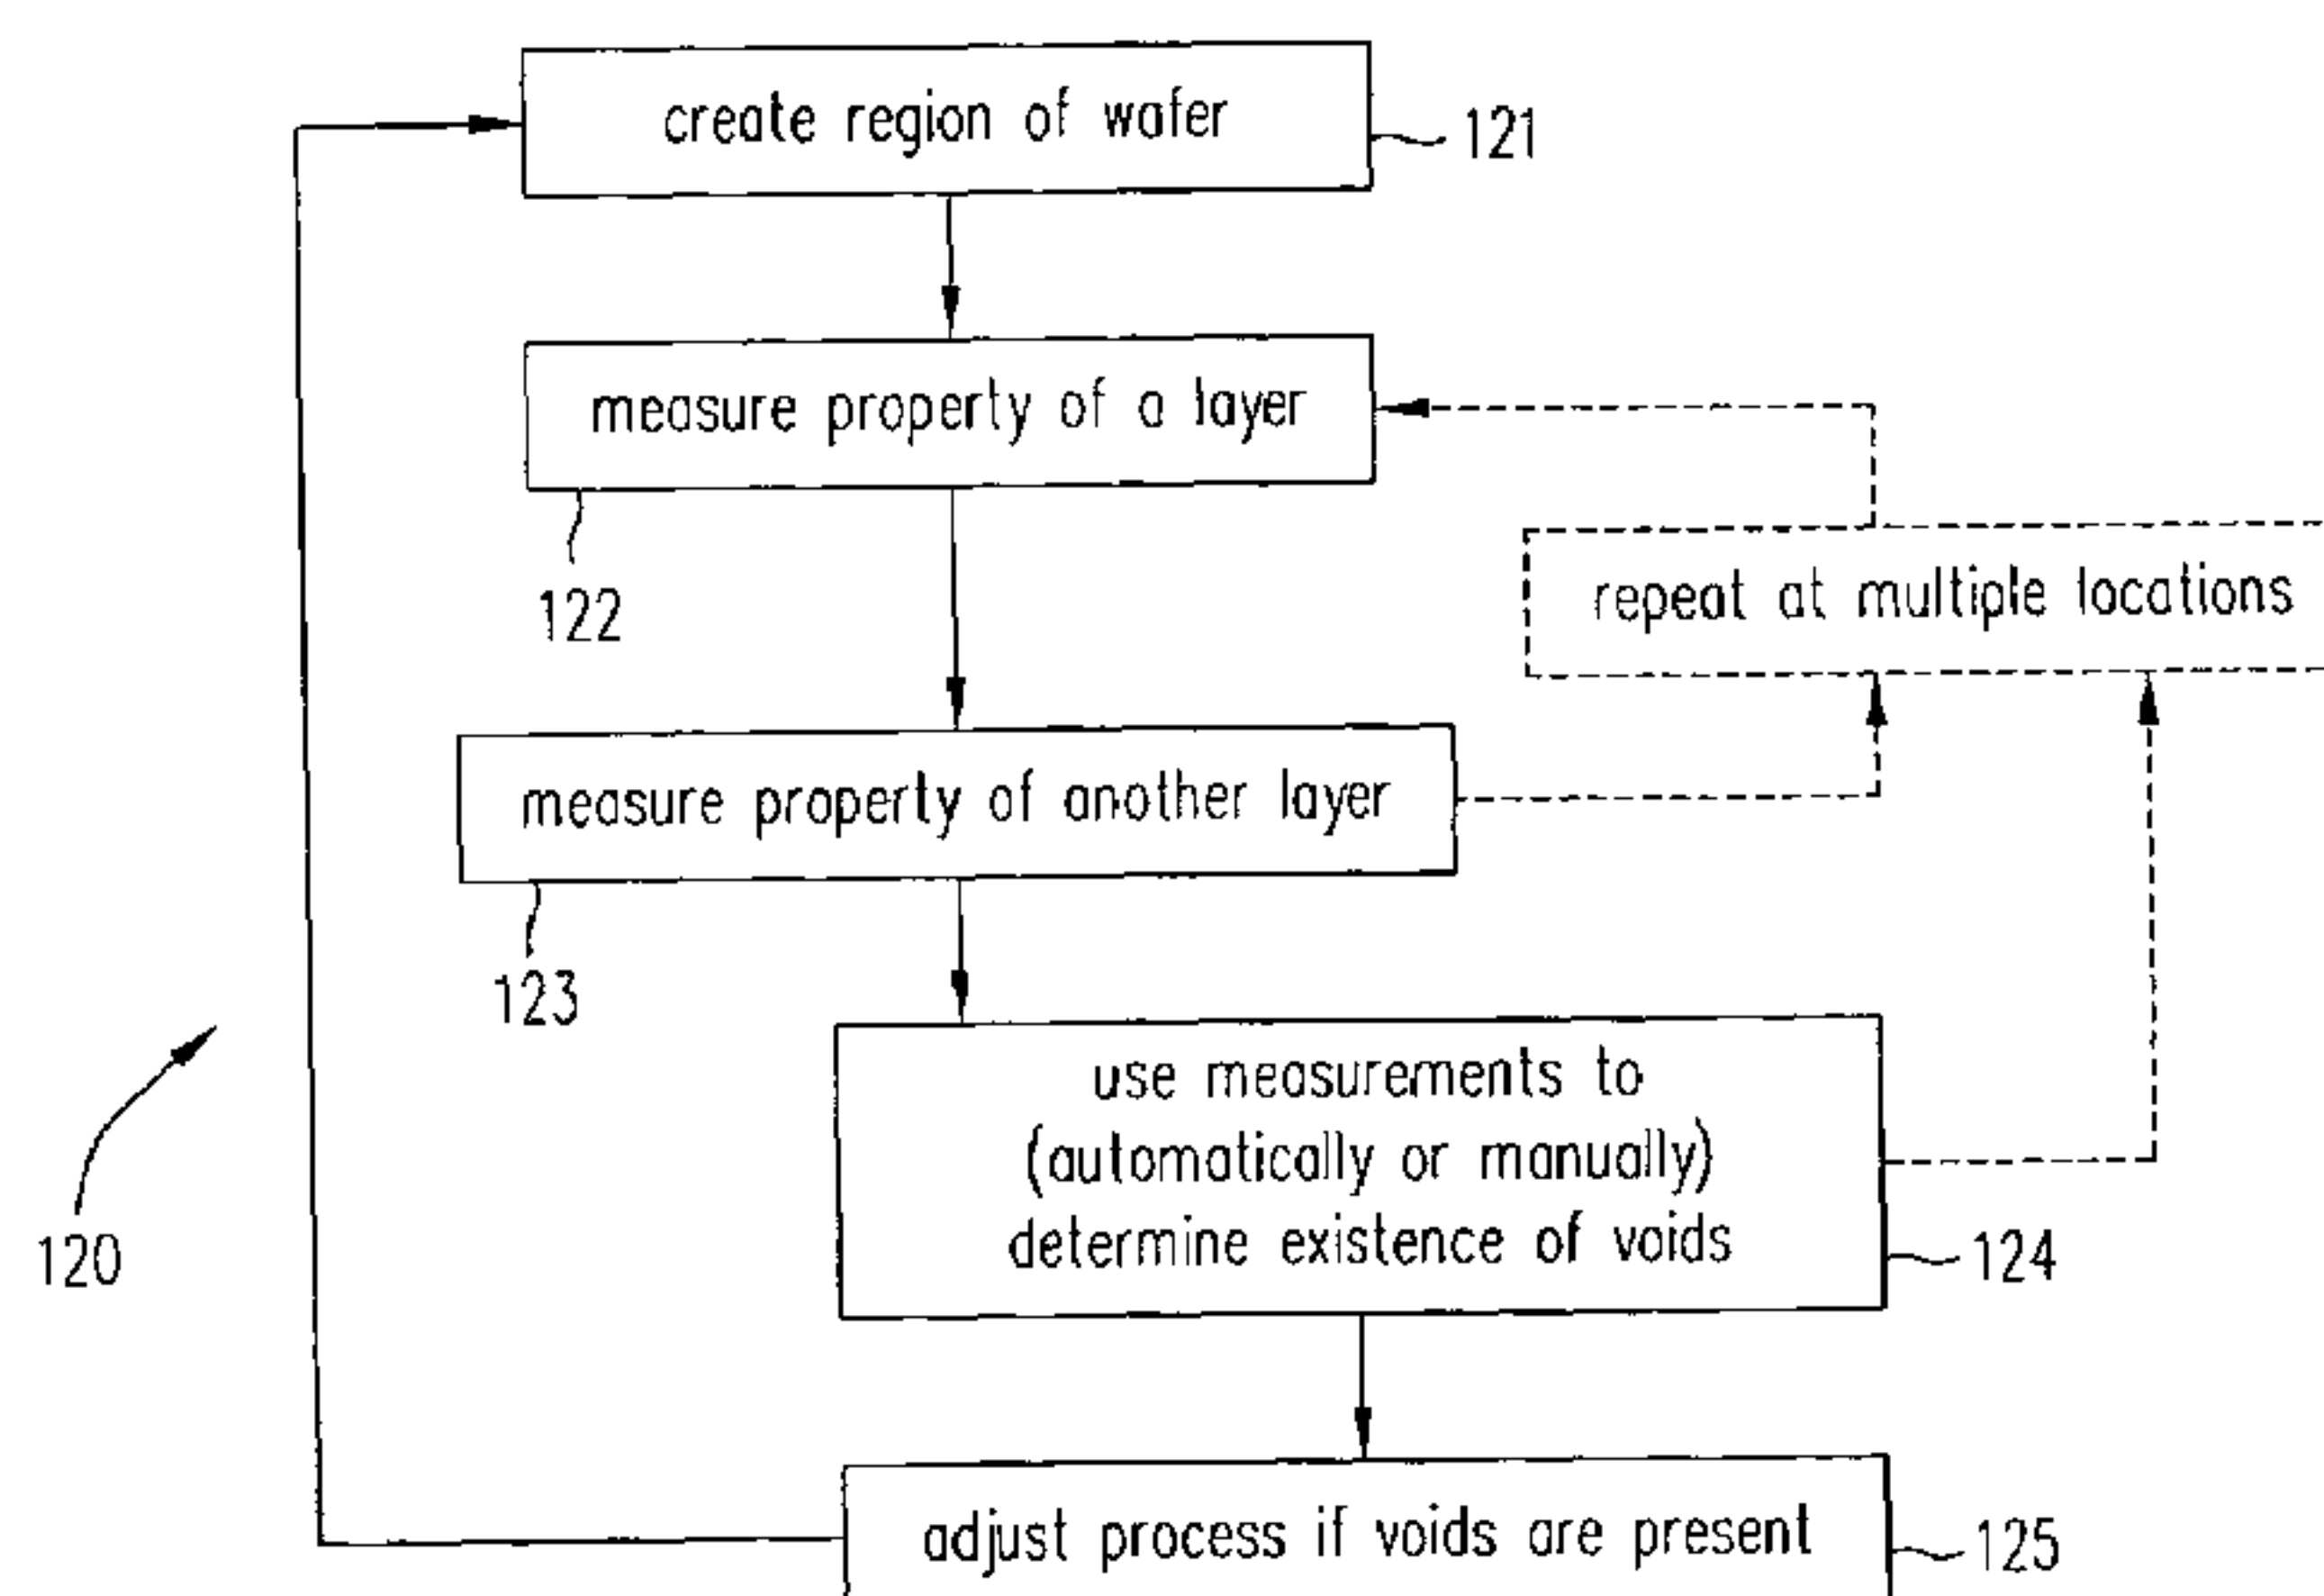 create region of wafer
121
measure property of a layer
122
repeat at multiple locations
measure property of another layer
123
use measurements to
(automatically or manually)
determine existence of voids
120
124
adjust process if voids are present
125